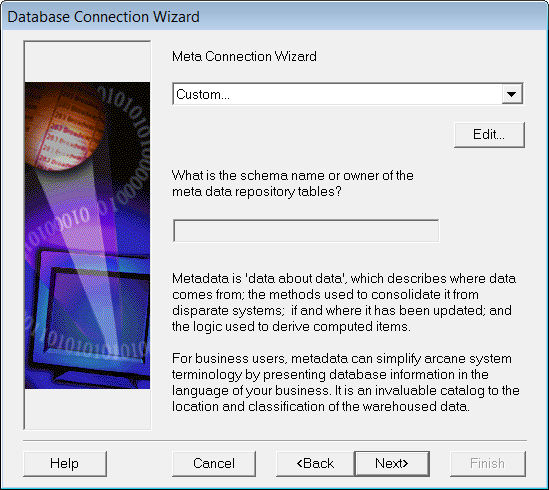 Database Connection Wizard
Meta Connection Wizard
Custom...
Edit...
What is the schema name or owner of the
meta data repository tables?
Metadata is 'data about data', which describes where data
comes from; the methods used to consolidate it from
disparate systems;  if and where it has been updated; and
the logic used to derive computed items.
For business users, metadata can simplify arcane system
terminology by presenting database information in the
language of your business. It is an invaluable catalog to the
location and classification of the warehoused data.
Help
Cancel
<Back
Next>
Finish